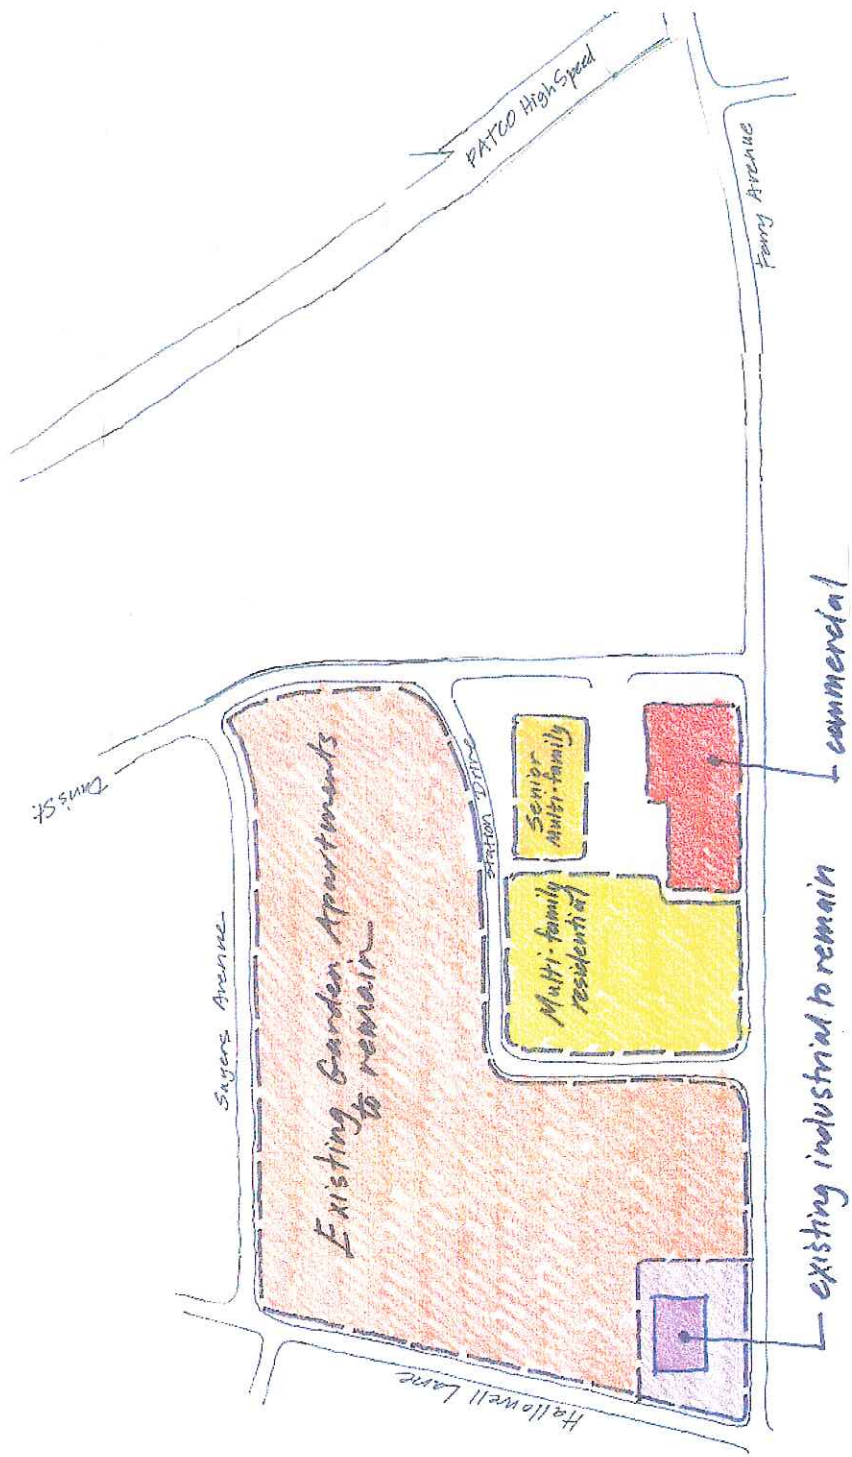 PATCO High Speed
Ferry Avenue
Davis St.
Sayers Avenue
Existing Garden Apartments
to remain
Station Drive
Senior
Multi-family
Multi-family
residential
Hallowell Lane
commercial
existing industrial to remain